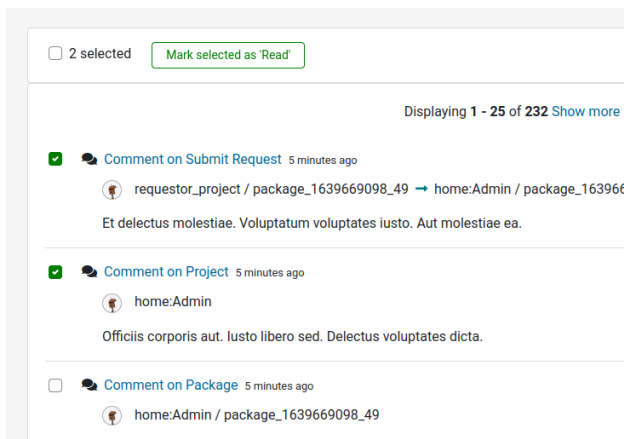 2 selected Mark selected as 'Read'
Displaying 1 - 25 of 232 Show more
Comment on Submit Request 5 minutes ago
requestor_project / package_1639669098_49 → home:Admin / package_163966
Et delectus molestiae. Voluptatum voluptates iusto. Aut molestiae ea.
Comment on Project 5 minutes ago
home:Admin
Officiis corporis aut. Iusto libero sed. Delectus voluptates dicta.
Comment on Package 5 minutes ago
home:Admin / package_1639669098_49